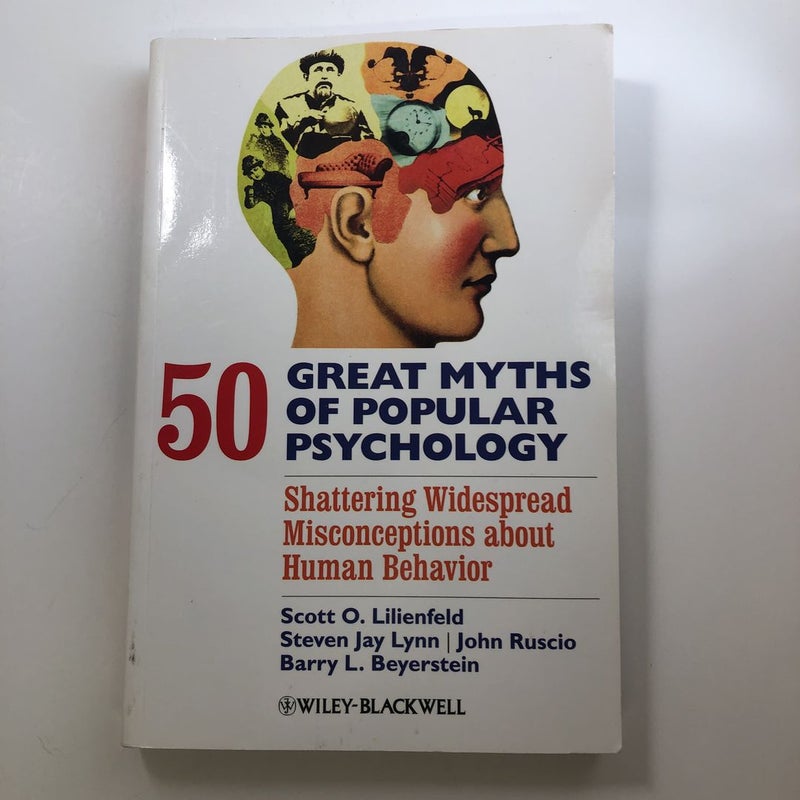 50
GREAT MYTHS
OF POPULAR
PSYCHOLOGY
Shattering Widespread
Misconceptions about
Human Behavior
Scott O. Lilienfeld
Steven Jay Lynn | John Ruscio
Barry L. Beyerstein
WILEY-BLACKWELL